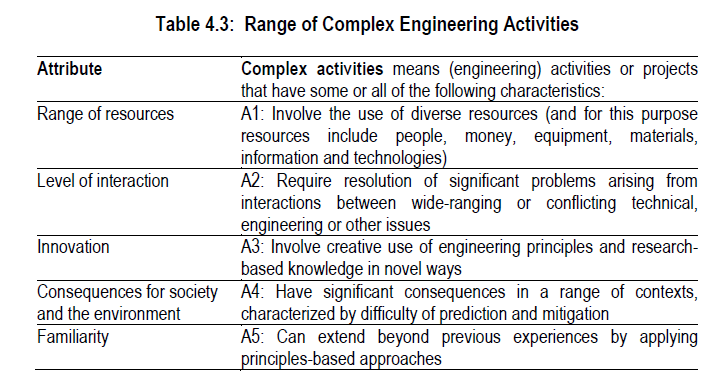 Table 4.3: Range of Complex Engineering Activities
Attribute
Complex activities means (engineering) activities or projects
that have some or all of the following characteristics:
Range of resources
A1: Involve the use of diverse resources (and for this purpose
resources include people, money, equipment, materials,
information and technologies)
Level of interaction
A2: Require resolution of significant problems arising from
interactions between wide-ranging or conflicting technical,
engineering or other issues
Innovation
A3: Involve creative use of engineering principles and research-
based knowledge in novel ways
Consequences for society
and the environment
A4: Have significant consequences in a range of contexts,
characterized by difficulty of prediction and mitigation
Familiarity
A5: Can extend beyond previous experiences by applying
principles-based approaches